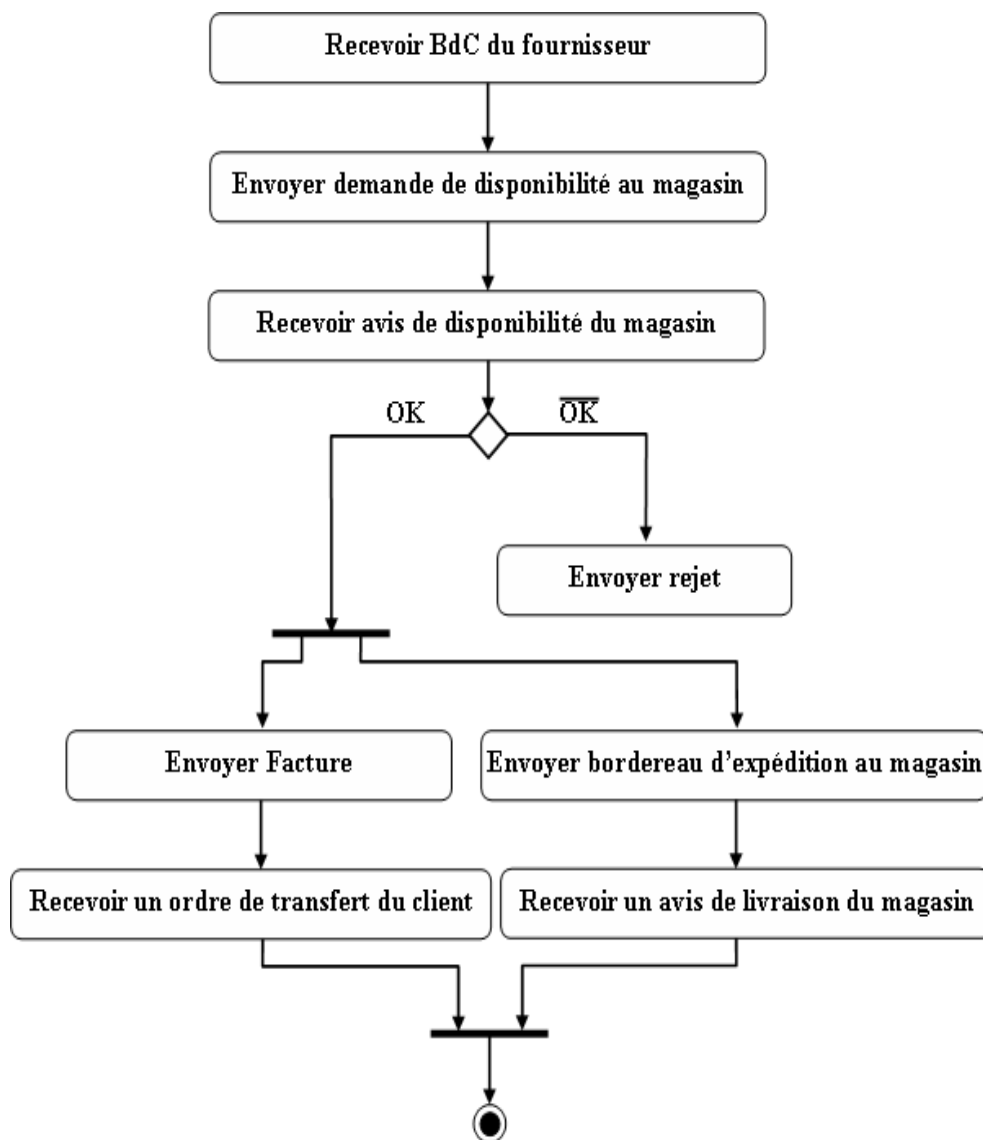 Recevoir BdC du fournisseur
Envoyer demande de disponibilité au magasin
Recevoir avis de disponibilité du magasin
OK
O̅K̅
Envoyer rejet
Envoyer Facture
Envoyer bordereau d’expédition au magasin
Recevoir un ordre de transfert du client
Recevoir un avis de livraison du magasin